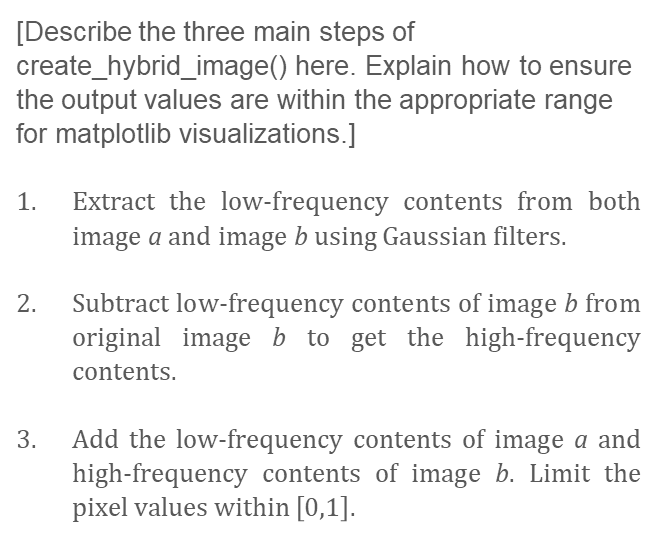 [Describe the three main steps of
create_hybrid_image() here. Explain how to ensure
the output values are within the appropriate range
for matplotlib visualizations.]
1. Extract the low-frequency contents from both
image a and image b using Gaussian filters.
2. Subtract low-frequency contents of image b from
original image b to get the high-frequency
contents.
3. Add the low-frequency contents of image a and
high-frequency contents of image b. Limit the
pixel values within [0,1].